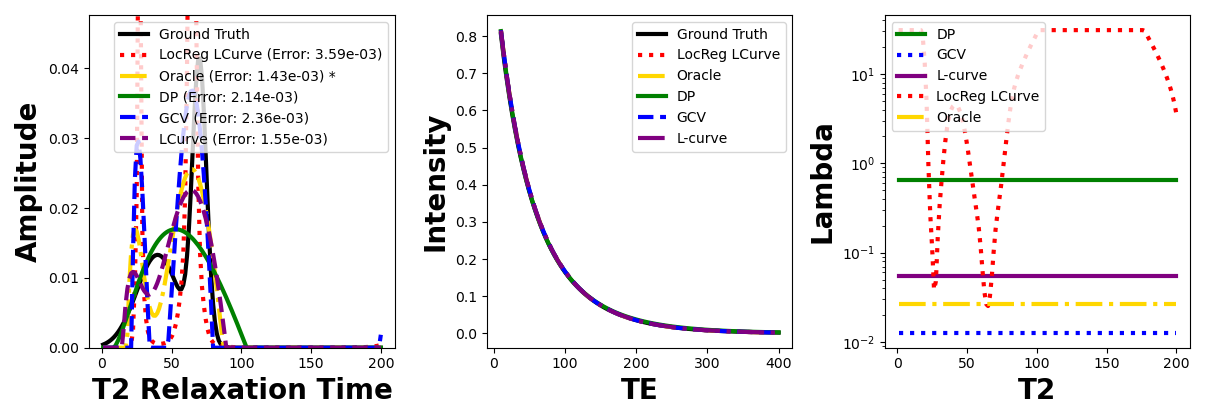 Amplitude
0.04
0.03
0.02
0.01
0.00
0 50 100 150 200
T2 Relaxation Time
Ground Truth
LocReg LCurve (Error: 3.59e-03)
Oracle (Error: 1.43e-03) *
DP (Error: 2.14e-03)
GCV (Error: 2.36e-03)
LCurve (Error: 1.55e-03)
Intensity
0.8
0.7
0.6
0.5
0.4
0.3
0.2
0.1
0.0
0 100 200 300 400
TE
Ground Truth
LocReg LCurve
Oracle
DP
GCV
L-curve
Lambda
10¹
10⁰
10⁻¹
10⁻²
0 50 100 150 200
T2
DP
GCV
L-curve
LocReg LCurve
Oracle